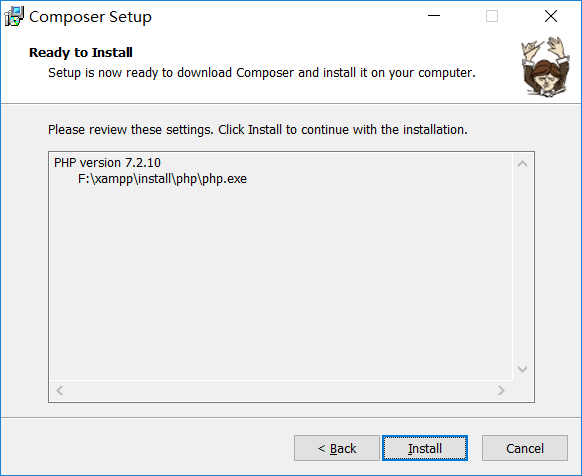 Composer Setup
Ready to Install
Setup is now ready to download Composer and install it on your computer.
Please review these settings. Click Install to continue with the installation.
PHP version 7.2.10
F:\xampp\install\php\php.exe
< Back
Install
Cancel